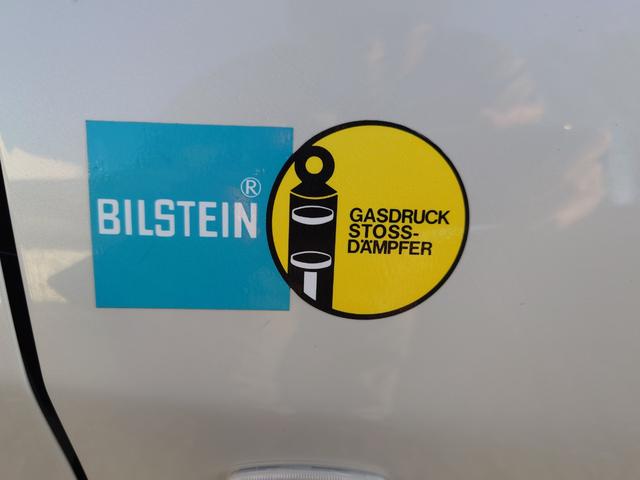 BILSTEIN®
GASDRUCK
STOSS-
DÄMPFER